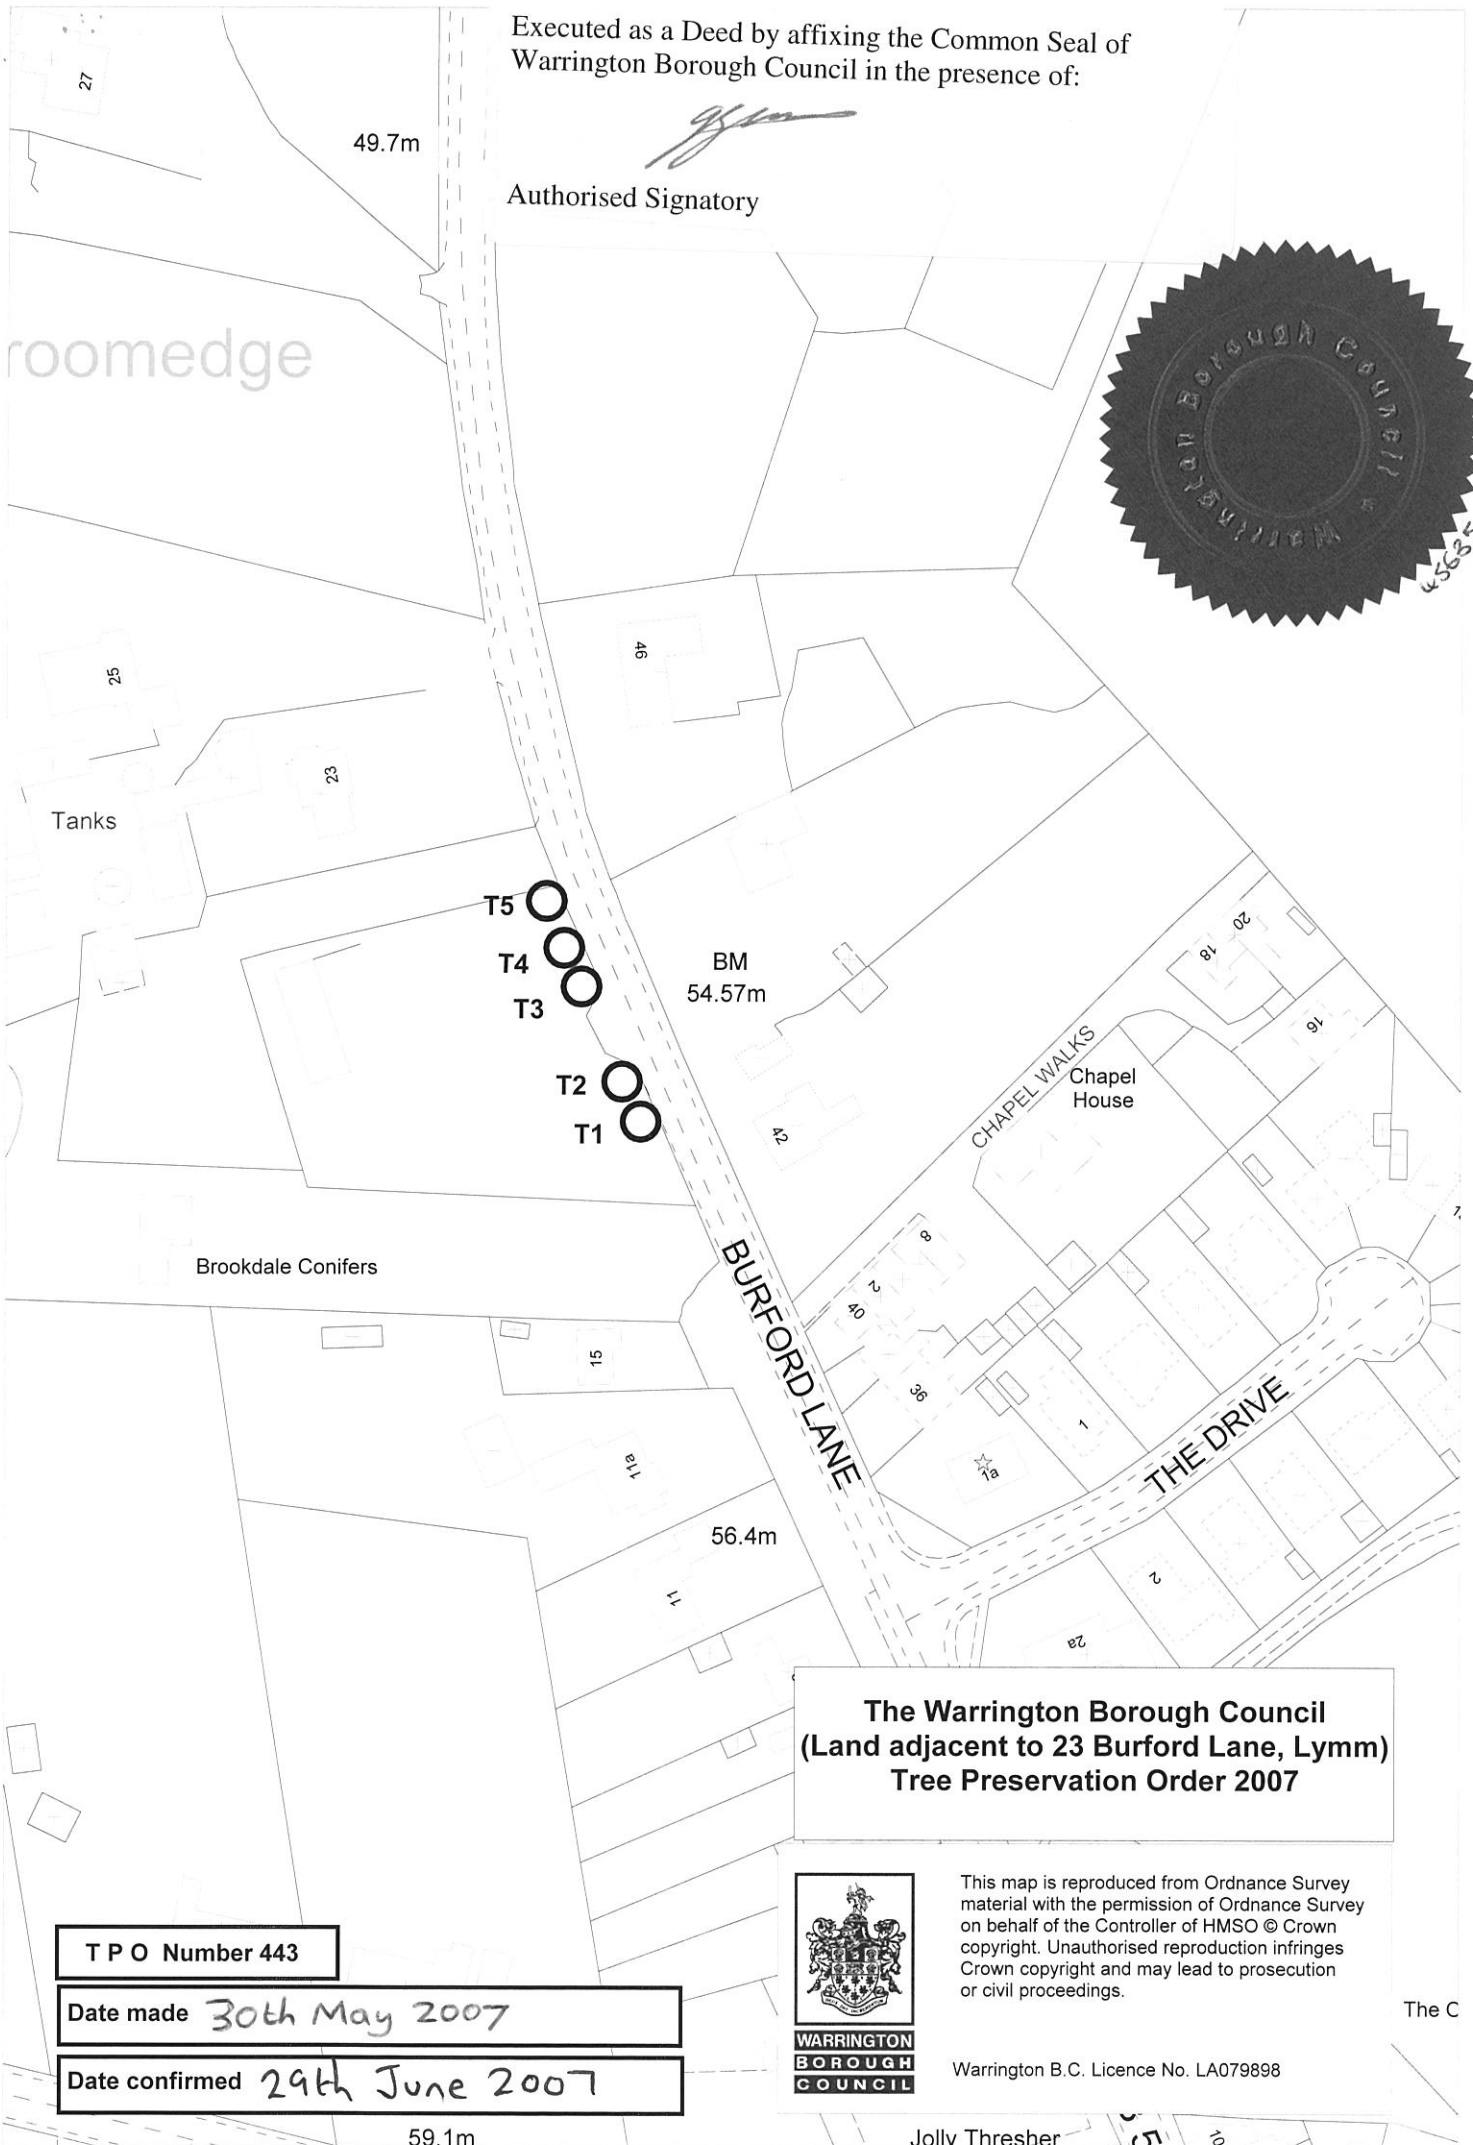 Executed as a Deed by affixing the Common Seal of
Warrington Borough Council in the presence of:
Authorised Signatory
27
49.7m
roomedge
Warrington Borough Council
46
25
23
Tanks
T5
T4
T3
T2
T1
BM
54.57m
20
18
16
CHAPEL WALKS
Chapel
House
42
8
2
40
36
Brookdale Conifers
BURFORD LANE
15
11a
1
1a
THE DRIVE
56.4m
11
2
2a
The Warrington Borough Council
(Land adjacent to 23 Burford Lane, Lymm)
Tree Preservation Order 2007
This map is reproduced from Ordnance Survey
material with the permission of Ordnance Survey
on behalf of the Controller of HMSO © Crown
copyright. Unauthorised reproduction infringes
Crown copyright and may lead to prosecution
or civil proceedings.
WARRINGTON
BOROUGH
COUNCIL
Warrington B.C. Licence No. LA079898
The C
T P O Number 443
Date made 30th May 2007
Date confirmed 29th June 2007
59.1m
Jolly Thresher
10